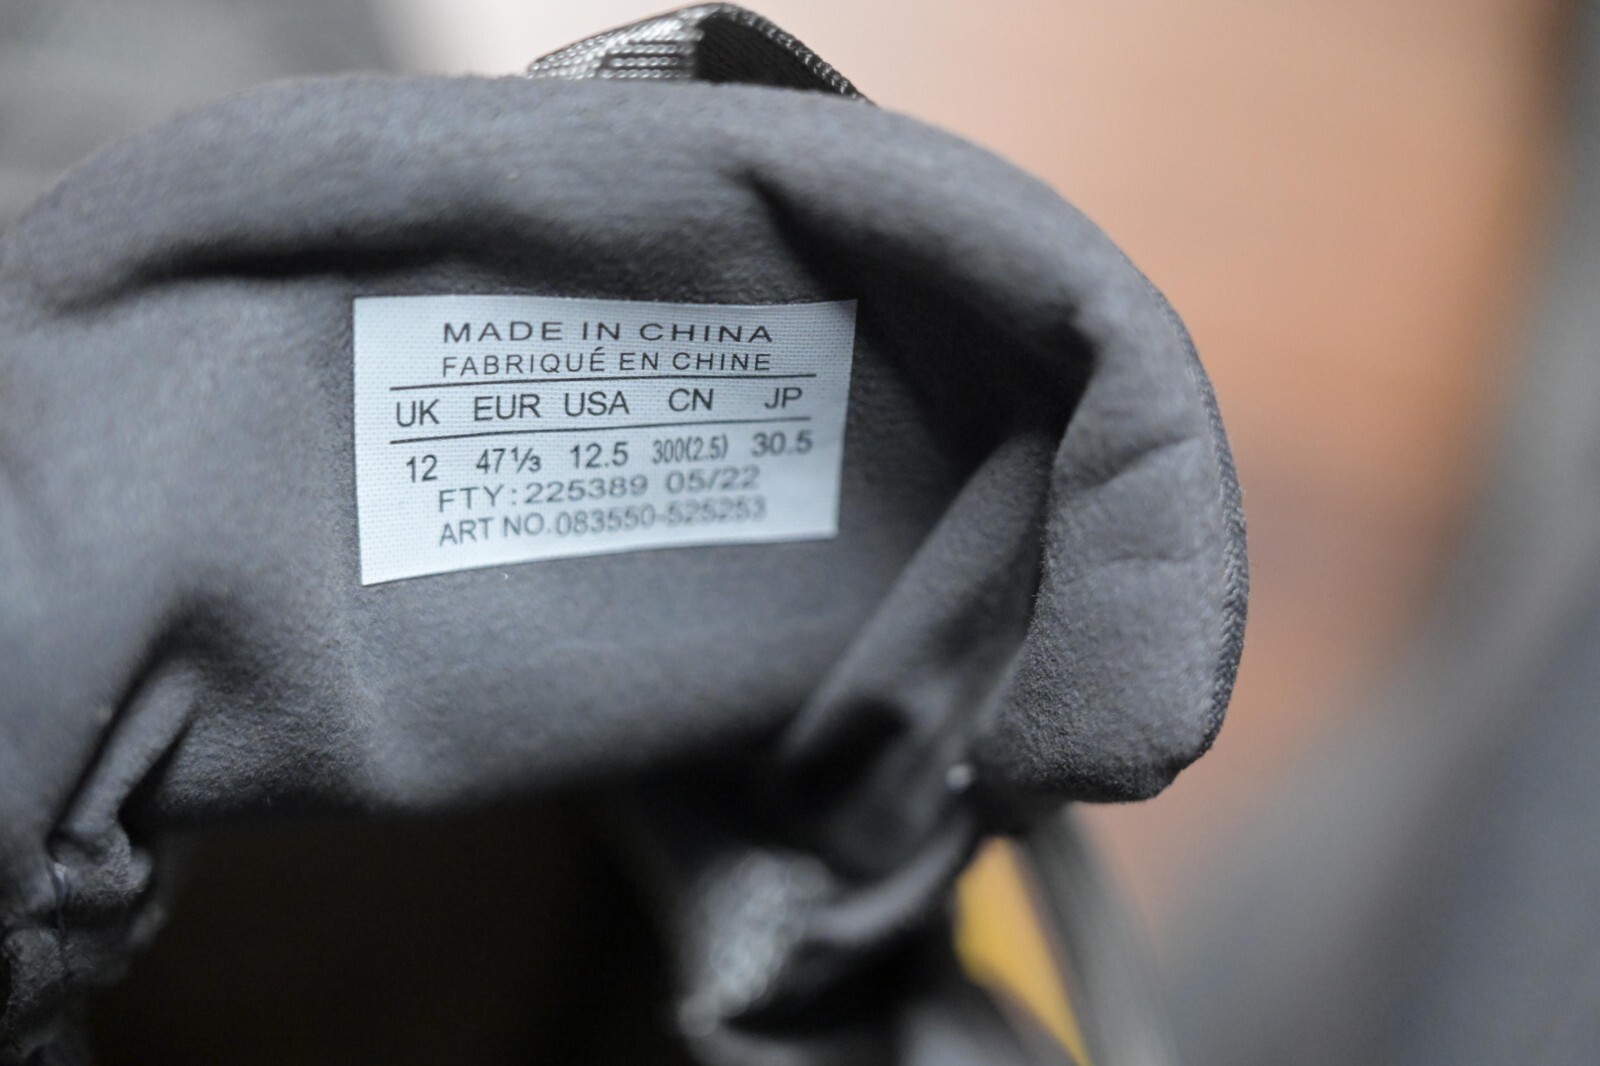 MADE IN CHINA
FABRIQUÉ EN CHINE
UK EUR USA CN JP
12 47⅓ 12.5 300(2.5) 30.5
FTY: 225389 05/22
ART NO. 083550-525253